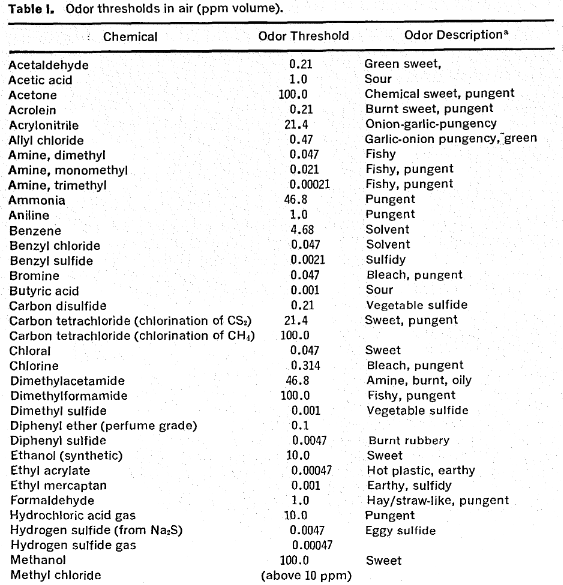 Table I. Odor thresholds in air (ppm volume).
Chemical Odor Threshold Odor Descriptionᵃ
Acetaldehyde 0.21 Green sweet,
Acetic acid 1.0 Sour
Acetone 100.0 Chemical sweet, pungent
Acrolein 0.21 Burnt sweet, pungent
Acrylonitrile 21.4 Onion-garlic-pungency
Allyl chloride 0.47 Garlic-onion pungency, green
Amine, dimethyl 0.047 Fishy
Amine, monomethyl 0.021 Fishy, pungent
Amine, trimethyl 0.00021 Fishy, pungent
Ammonia 46.8 Pungent
Aniline 1.0 Pungent
Benzene 4.68 Solvent
Benzyl chloride 0.047 Solvent
Benzyl sulfide 0.0021 Sulfidy
Bromine 0.047 Bleach, pungent
Butyric acid 0.001 Sour
Carbon disulfide 0.21 Vegetable sulfide
Carbon tetrachloride (chlorination of CS₂) 21.4 Sweet, pungent
Carbon tetrachloride (chlorination of CH₄) 100.0
Chloral 0.047 Sweet
Chlorine 0.314 Bleach, pungent
Dimethylacetamide 46.8 Amine, burnt, oily
Dimethylformamide 100.0 Fishy, pungent
Dimethyl sulfide 0.001 Vegetable sulfide
Diphenyl ether (perfume grade) 0.1
Diphenyl sulfide 0.0047 Burnt rubbery
Ethanol (synthetic) 10.0 Sweet
Ethyl acrylate 0.00047 Hot plastic, earthy
Ethyl mercaptan 0.001 Earthy, sulfidy
Formaldehyde 1.0 Hay/straw-like, pungent
Hydrochloric acid gas 10.0 Pungent
Hydrogen sulfide (from Na₂S) 0.0047 Eggy sulfide
Hydrogen sulfide gas 0.00047
Methanol 100.0 Sweet
Methyl chloride (above 10 ppm)